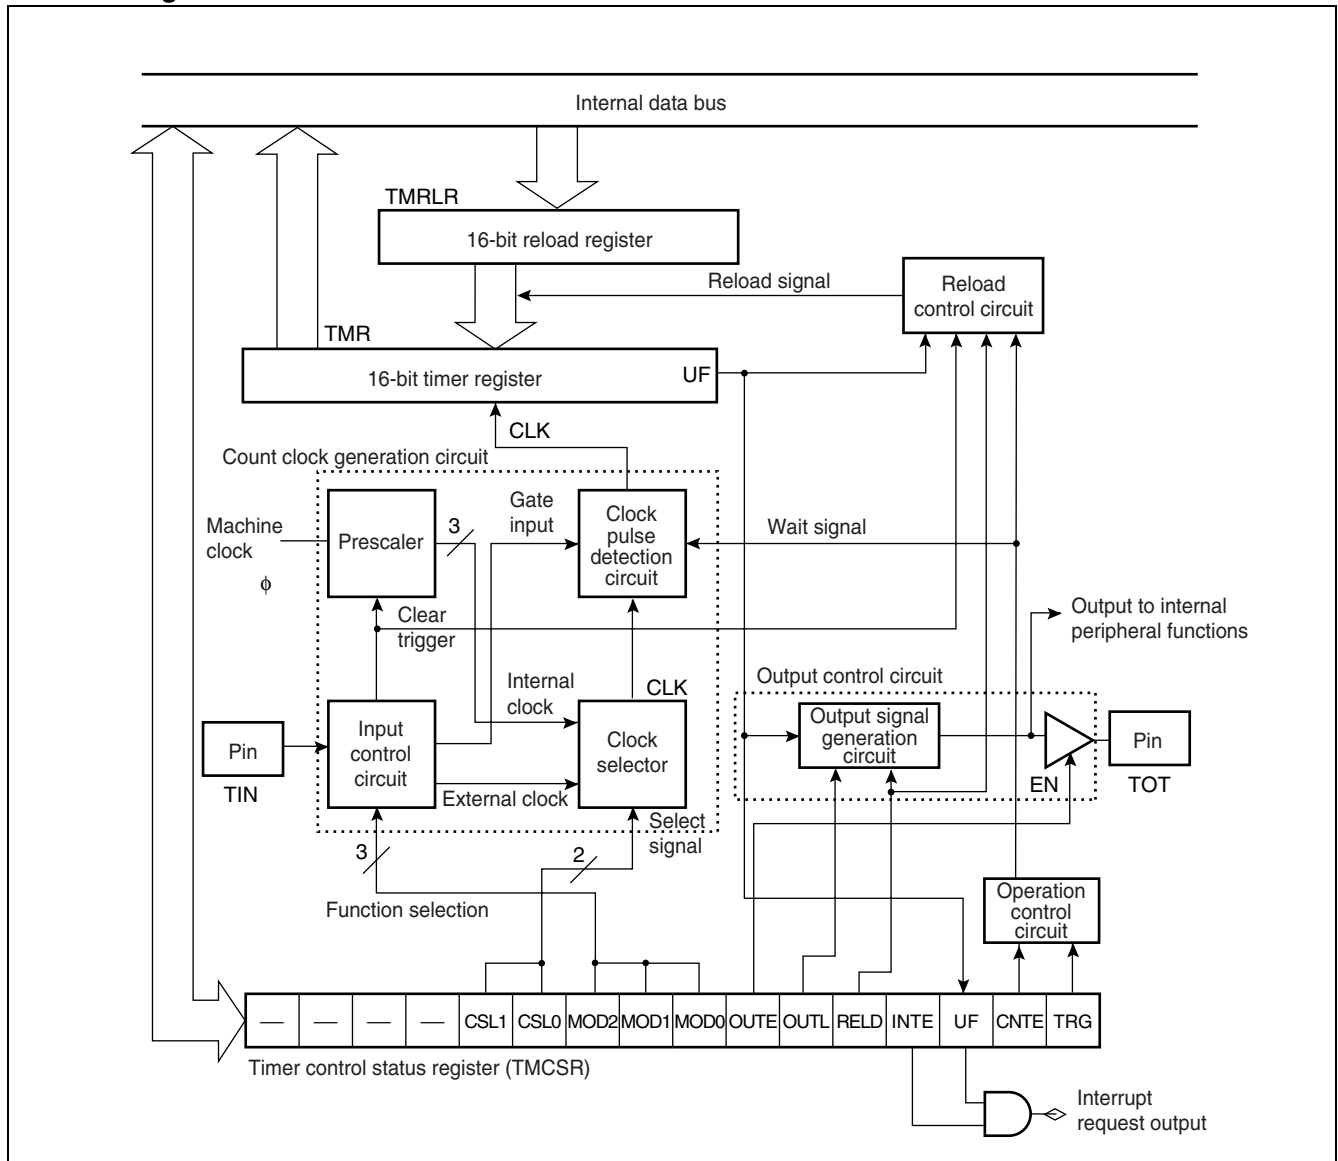 Internal data bus
TMRLR
16-bit reload register
Reload signal
Reload
control circuit
TMR
16-bit timer register
UF
CLK
Count clock generation circuit
Machine
clock
ϕ
Prescaler
3
Gate
input
Clock
pulse
detection
circuit
Wait signal
Clear
trigger
Output to internal
peripheral functions
Internal
clock
CLK
Output control circuit
Pin
TIN
Input
control
circuit
Clock
selector
External clock
Output signal
generation
circuit
EN
Pin
TOT
Select
signal
3
2
Function selection
Operation
control
circuit
— — — — CSL1 CSL0 MOD2 MOD1 MOD0 OUTE OUTL RELD INTE UF CNTE TRG
Timer control status register (TMCSR)
Interrupt
request output